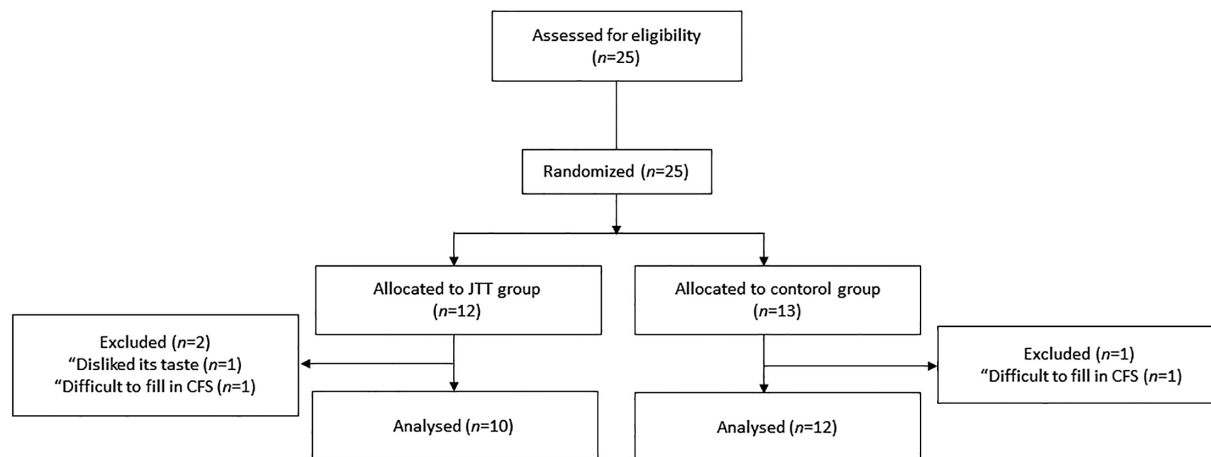 Assessed for eligibility
(n=25)
Randomized (n=25)
Allocated to JTT group
(n=12)
Allocated to contorol group
(n=13)
Excluded (n=2)
“Disliked its taste (n=1)
“Difficult to fill in CFS (n=1)
Excluded (n=1)
“Difficult to fill in CFS (n=1)
Analysed (n=10)
Analysed (n=12)